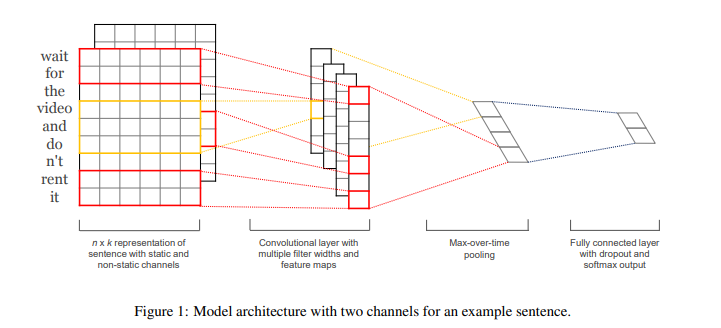 wait
for
the
video
and
do
n't
rent
it
n x k representation of
sentence with static and
non-static channels
Convolutional layer with
multiple filter widths and
feature maps
Max-over-time
pooling
Fully connected layer
with dropout and
softmax output
Figure 1: Model architecture with two channels for an example sentence.